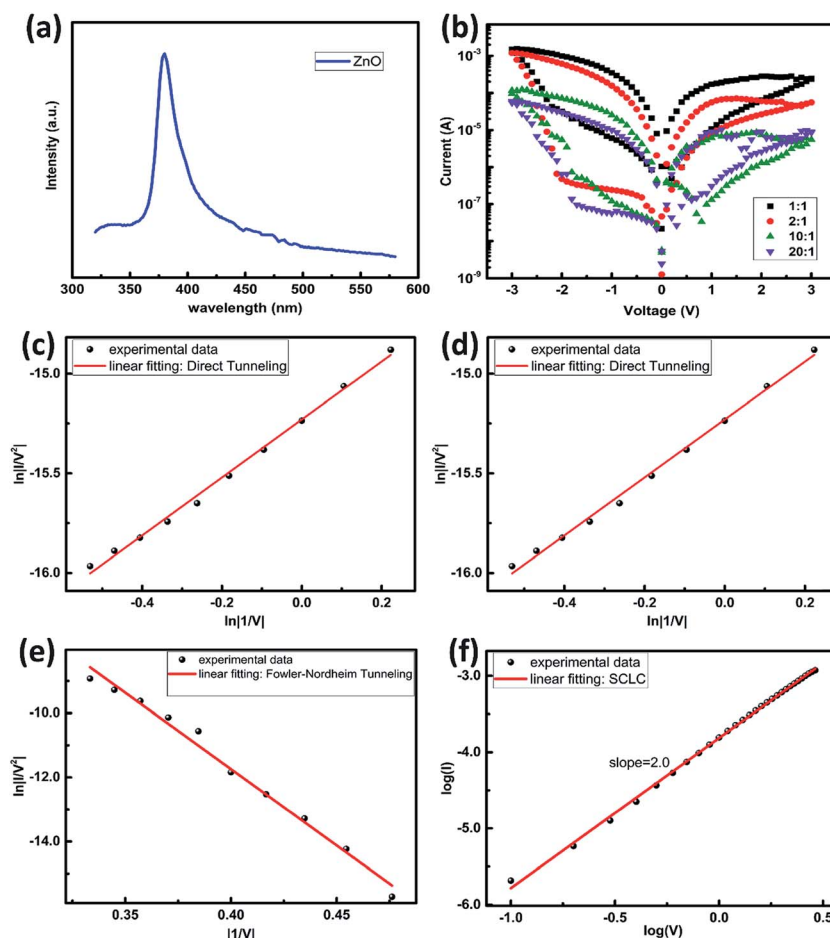 (a)
ZnO
Intensity (a.u.)
300 350 400 450 500 550 600
wavelength (nm)
(b)
10⁻³
10⁻⁵
10⁻⁷
10⁻⁹
Current (A)
1:1
2:1
10:1
20:1
-3 -2 -1 0 1 2 3
Voltage (V)
(c)
experimental data
linear fitting: Direct Tunneling
-15.0
-15.5
-16.0
ln|I/V²|
-0.4 -0.2 0.0 0.2
ln|1/V|
(d)
experimental data
linear fitting: Direct Tunneling
-15.0
-15.5
-16.0
ln|I/V²|
-0.4 -0.2 0.0 0.2
ln|1/V|
(e)
experimental data
linear fitting: Fowler-Nordheim Tunneling
-10.0
-12.0
-14.0
ln|I/V²|
0.35 0.40 0.45
|1/V|
(f)
experimental data
linear fitting: SCLC
slope=2.0
-3.0
-4.0
-5.0
-6.0
log(I)
-1.0 -0.5 0.0 0.5
log(V)